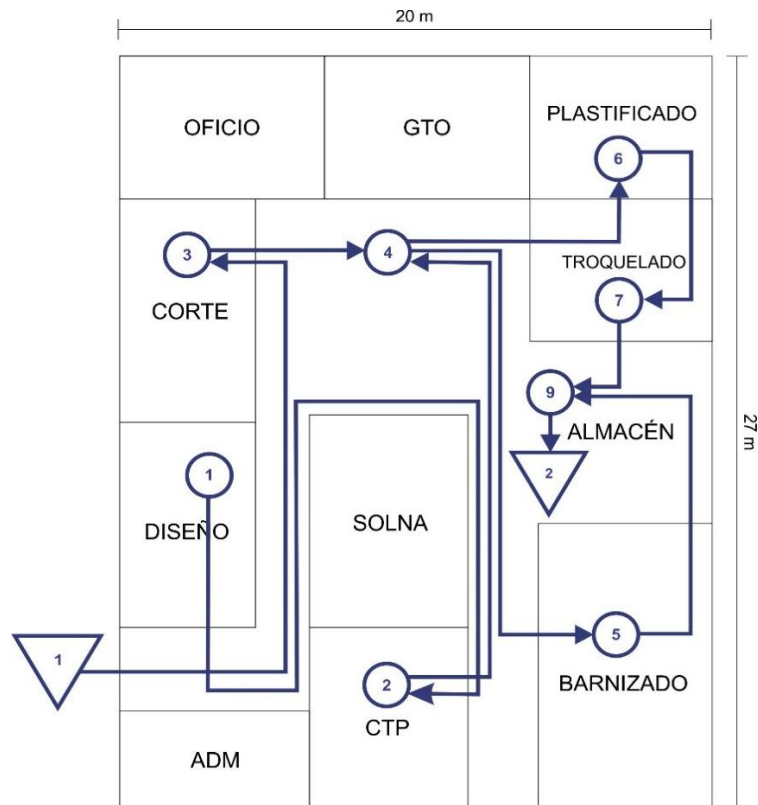 20 m
OFICIO
GTO
PLASTIFICADO
6
3
4
TROQUELADO
7
CORTE
9
ALMACÉN
27 m
1
2
DISEÑO
SOLNA
1
5
2
BARNIZADO
CTP
ADM